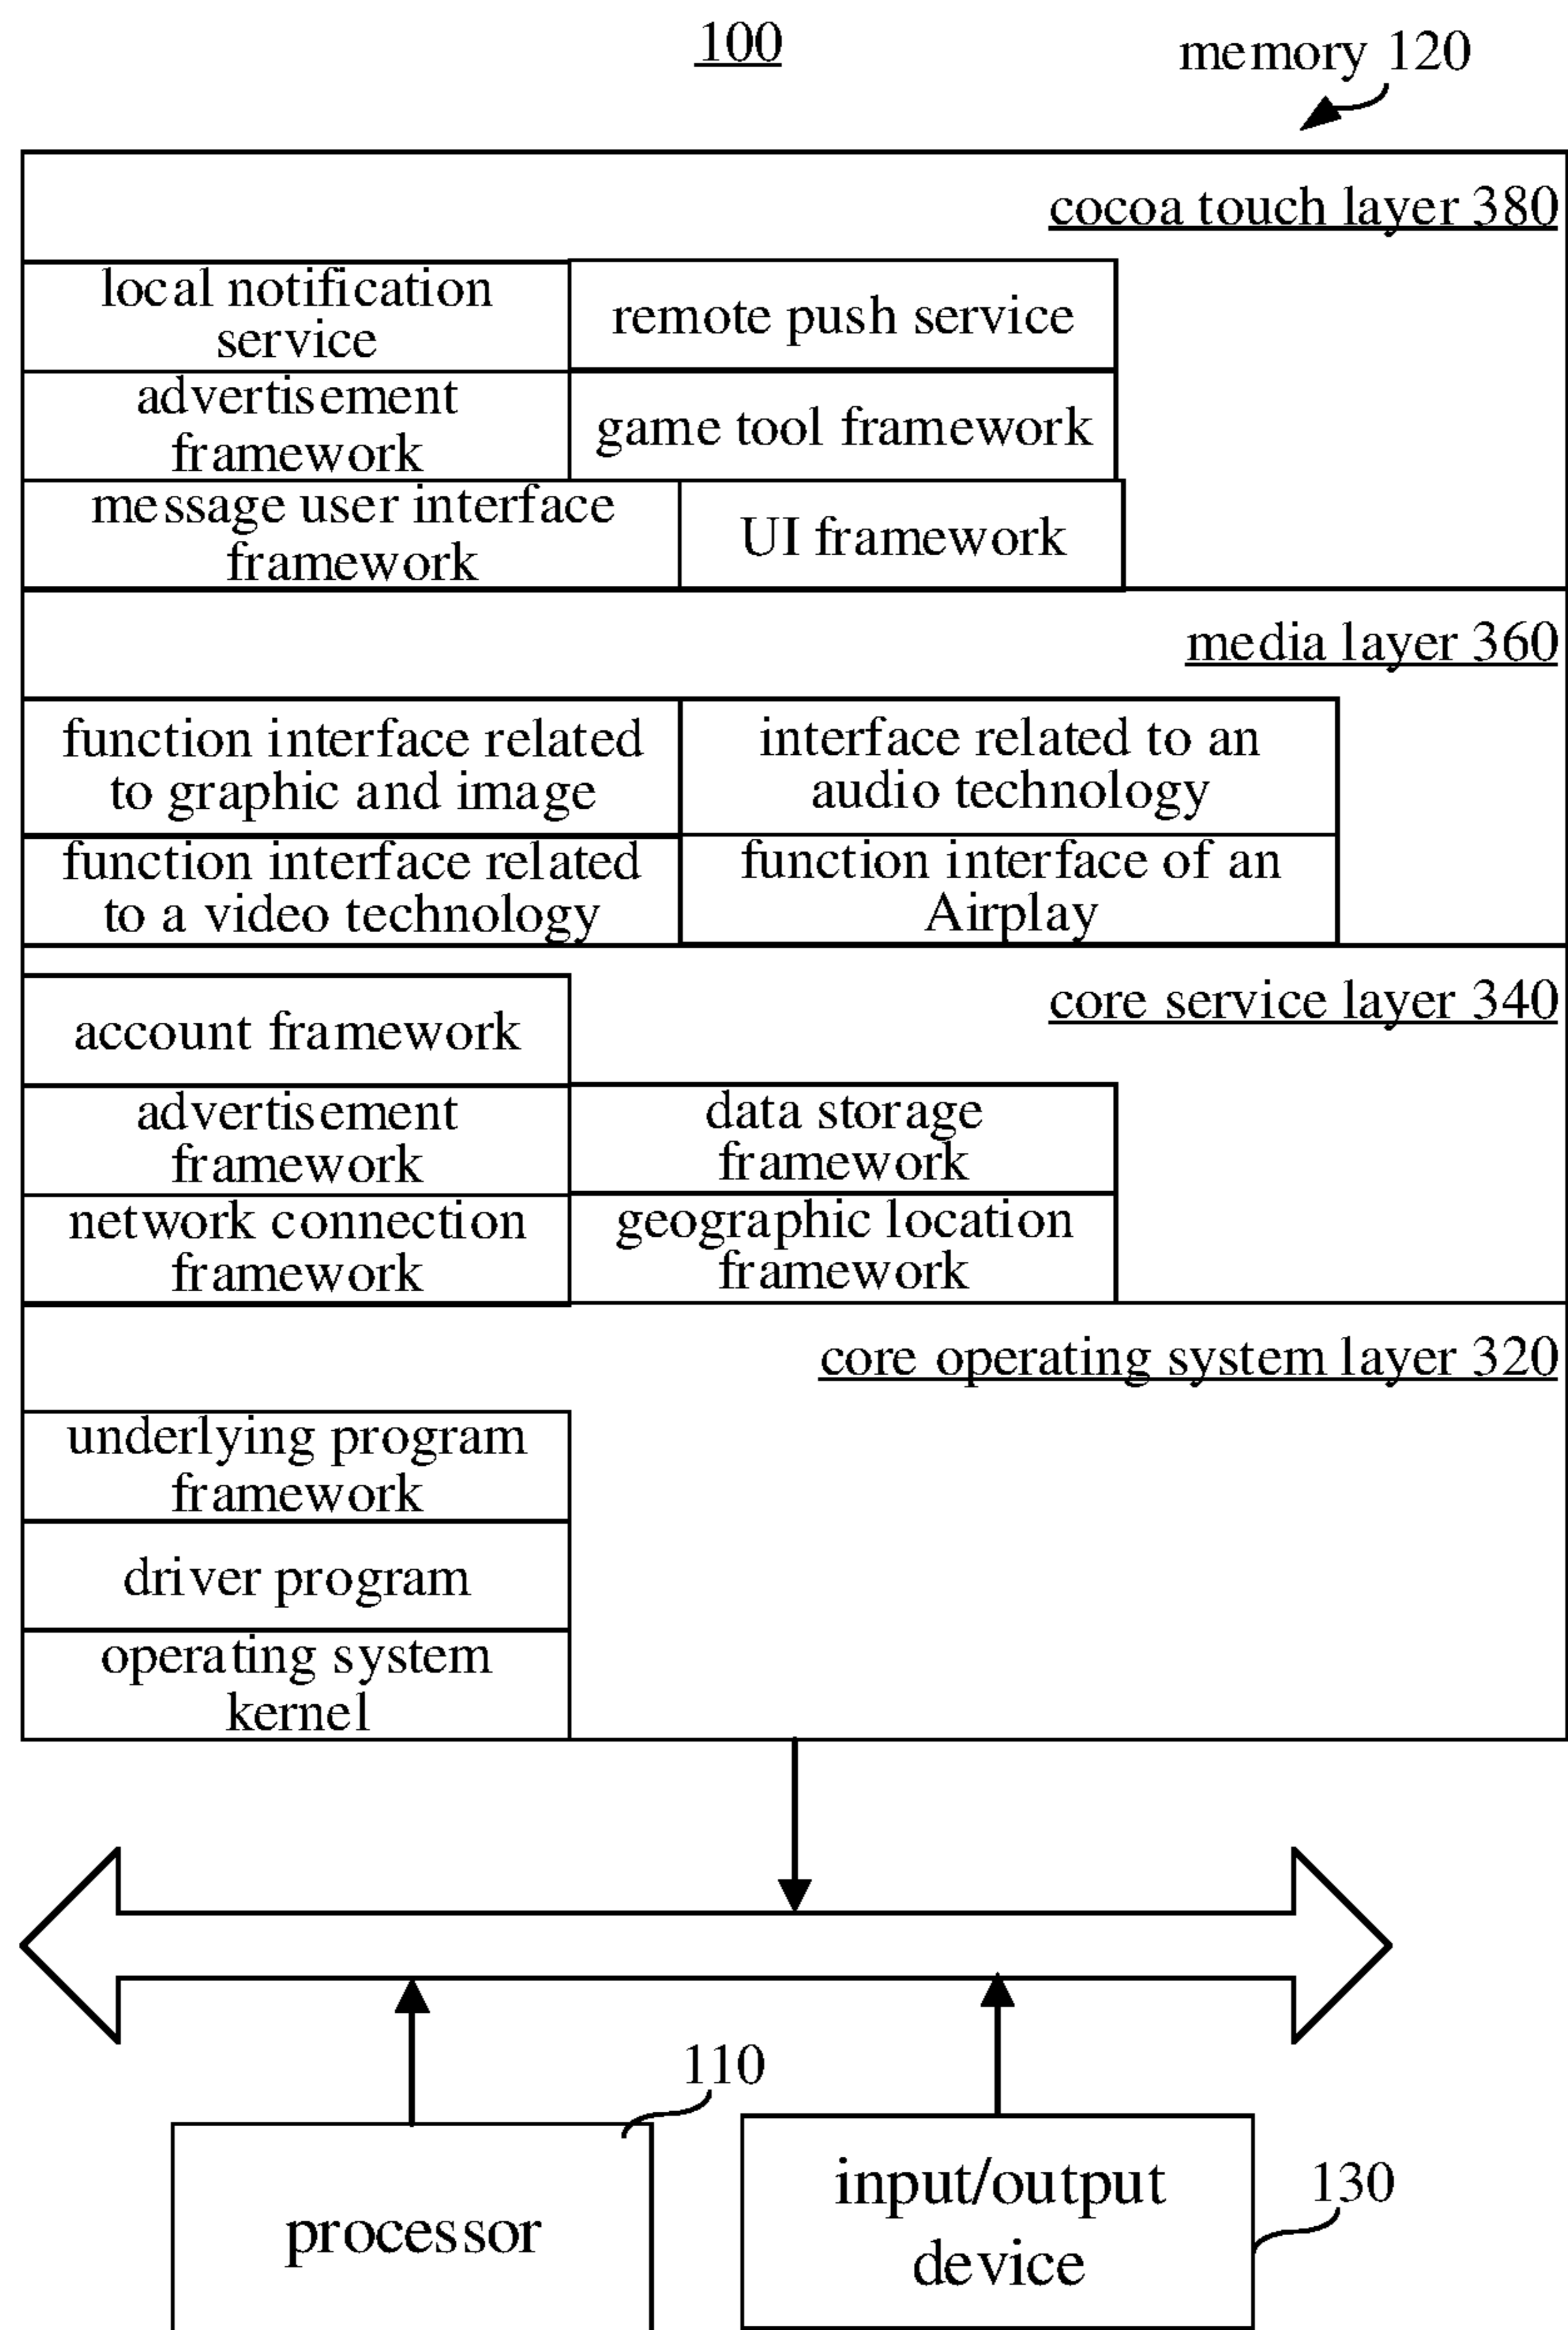 100
memory 120
cocoa touch layer 380
local notification
service
remote push service
advertisement
framework
game tool framework
message user interface
framework
UI framework
media layer 360
function interface related
to graphic and image
interface related to an
audio technology
function interface related
to a video technology
function interface of an
Airplay
core service layer 340
account framework
advertisement
framework
data storage
framework
network connection
framework
geographic location
framework
core operating system layer 320
underlying program
framework
driver program
operating system
kernel
110
processor
input/output
device
130